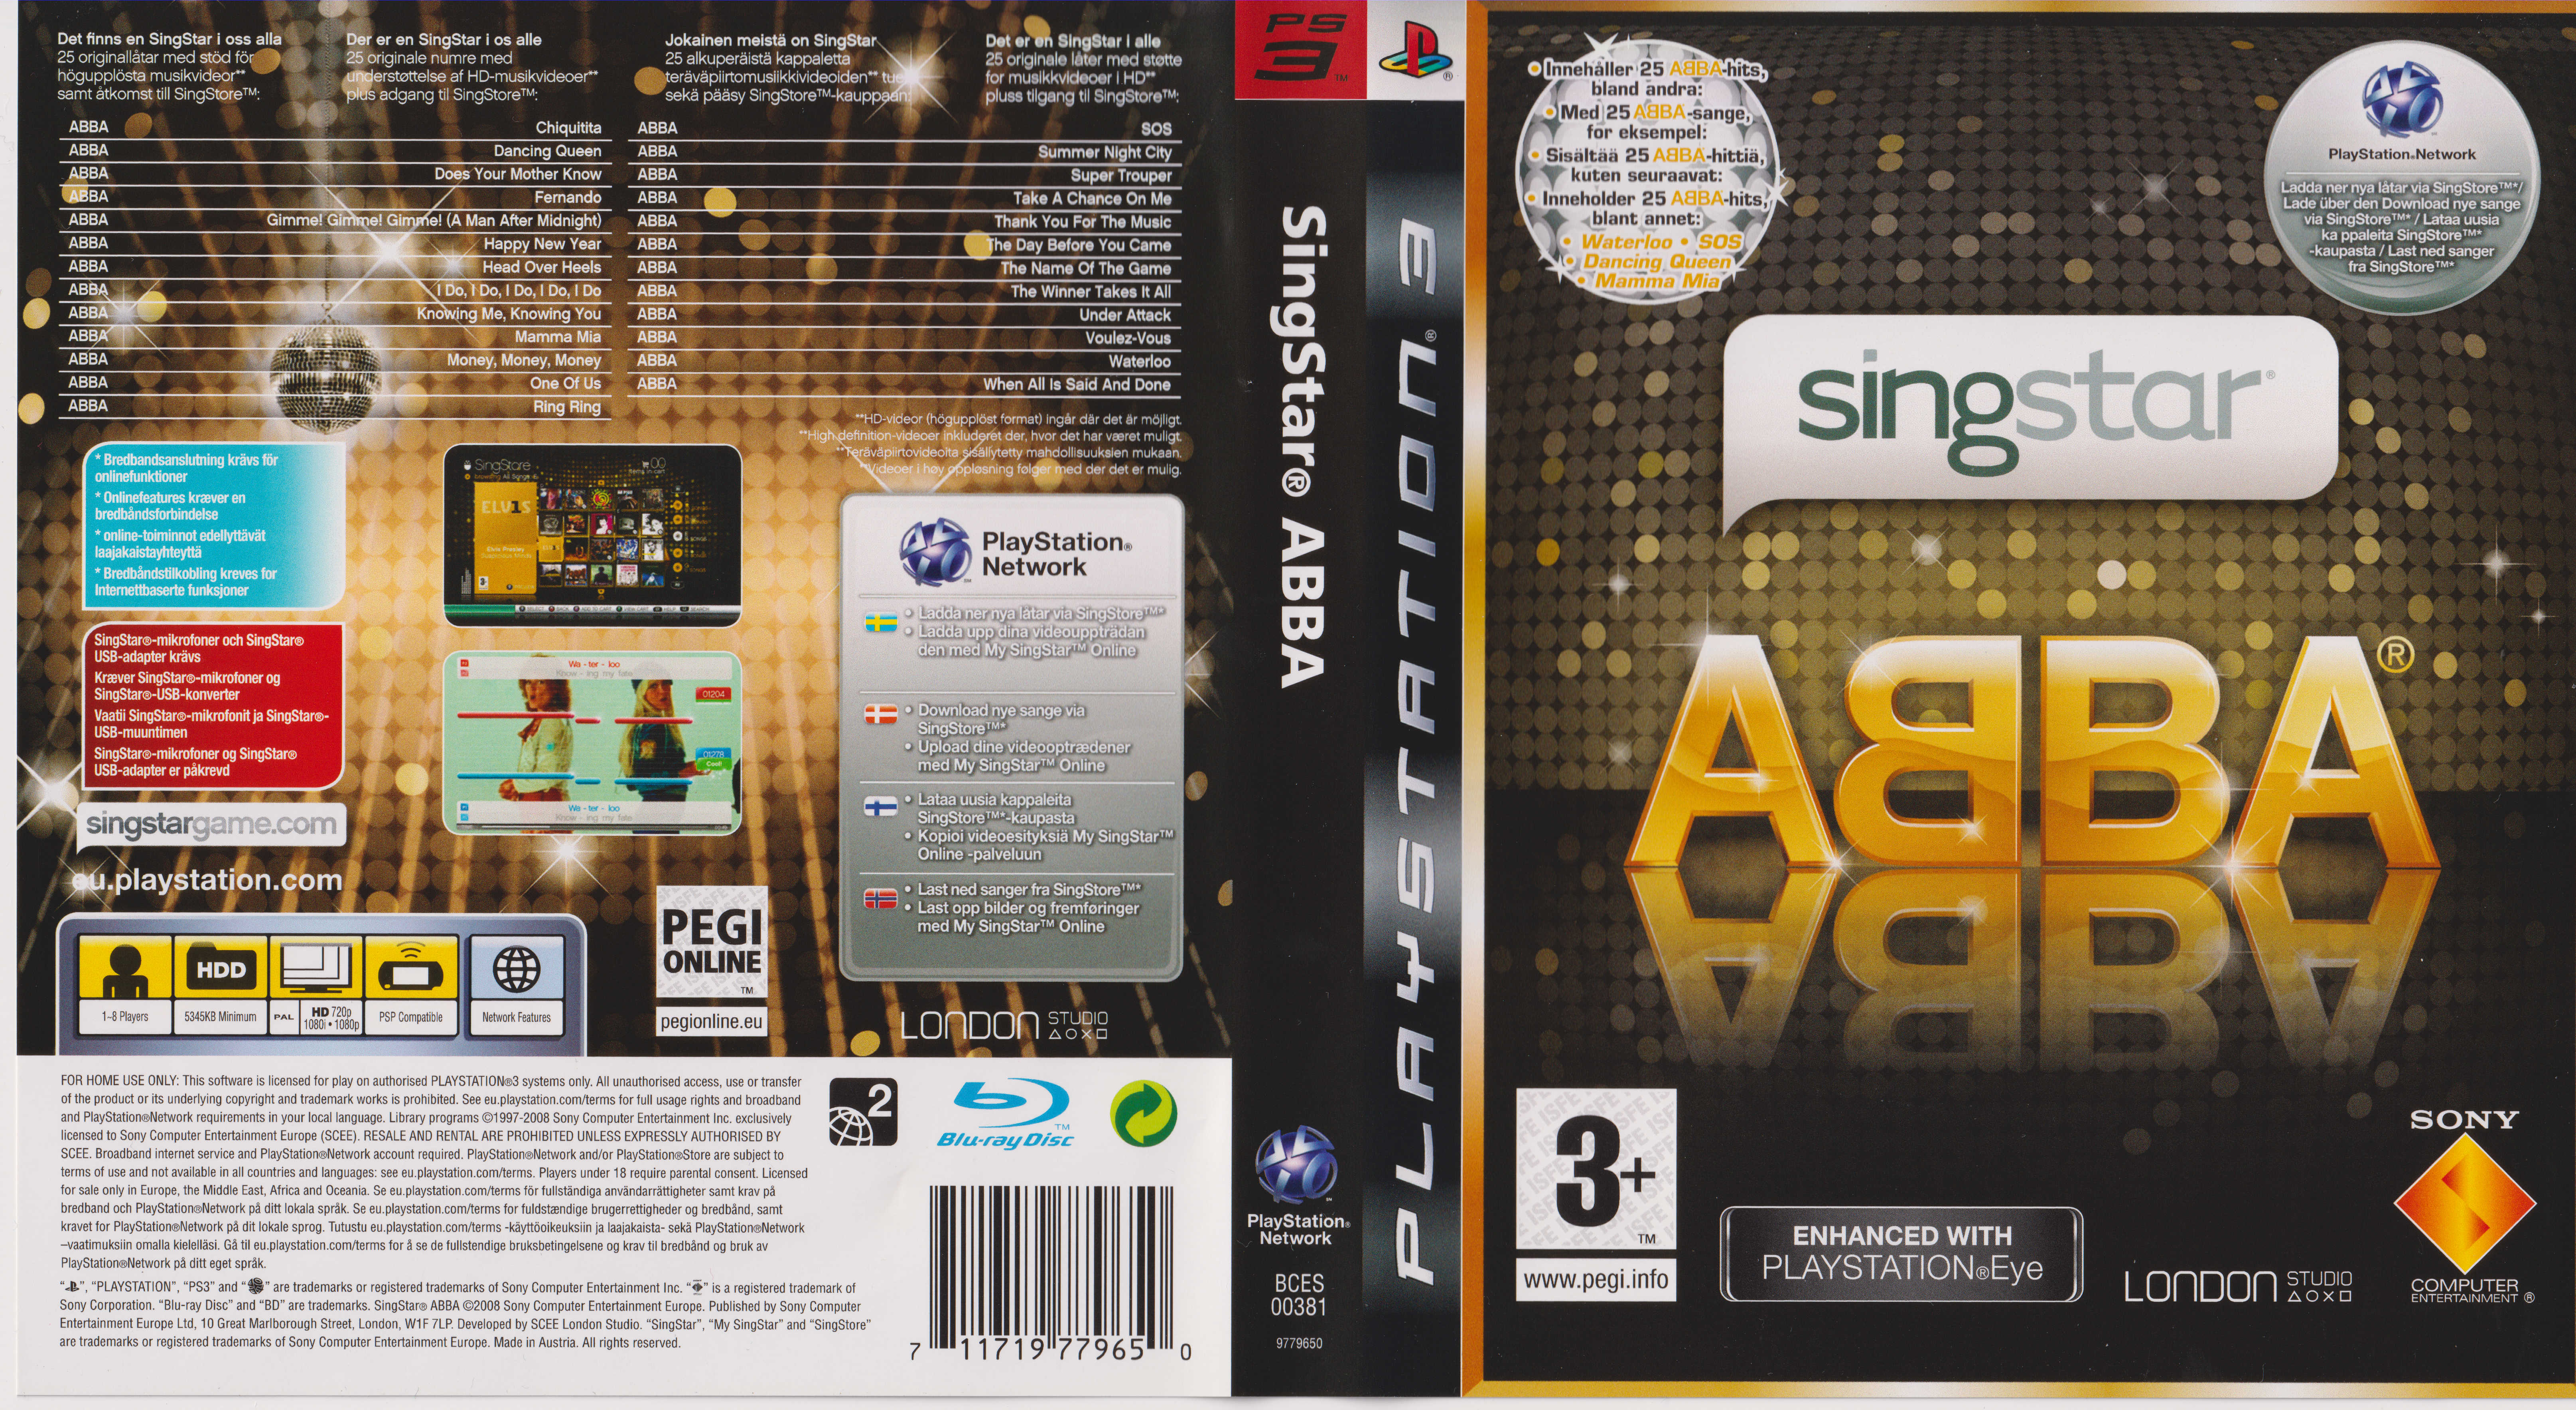 Det finns en SingStar i oss alla
25 originallåtar med stöd för
högupplösta musikvideor**
samt åtkomst till SingStore™:
Der er en SingStar i os alle
25 originale numre med
understøttelse af HD-musikvideoer**
plus adgang til SingStore™:
Jokainen meistä on SingStar
25 alkuperäistä kappaletta
teräväpiirtomusiikkivideoiden**
sekä pääsy SingStore™-kauppaan:
Det er en SingStar i alle
25 originale låter med støtte
for musikkvideoer i HD**
pluss tilgang til SingStore™:
ABBA Chiquitita
ABBA Dancing Queen
ABBA Does Your Mother Know
ABBA Fernando
ABBA Gimme! Gimme! Gimme! (A Man After Midnight)
ABBA Happy New Year
ABBA Head Over Heels
ABBA I Do, I Do, I Do, I Do, I Do
ABBA Knowing Me, Knowing You
ABBA Mamma Mia
ABBA Money, Money, Money
ABBA One Of Us
ABBA Ring Ring
ABBA SOS
ABBA Summer Night City
ABBA Super Trouper
ABBA Take A Chance On Me
ABBA Thank You For The Music
ABBA The Day Before You Came
ABBA The Name Of The Game
ABBA The Winner Takes It All
ABBA Under Attack
ABBA Voulez-Vous
ABBA Waterloo
ABBA When All Is Said And Done
**HD-videor (högupplöst format) ingår där det är möjligt.
**High definition-videoer inkluderet der, hvor det har været muligt.
**Teräväpiirtovideoita sisällytetty mahdollisuuksien mukaan.
**Videoer i høy oppløsning følger med der det er mulig.
* Bredbandsanslutning krävs för
onlinefunktioner
* Onlinefeatures kræver en
bredbåndsforbindelse
* online-toiminnot edellyttävät
laajakaistayhteyttä
* Bredbåndstilkobling kreves for
Internettbaserte funksjoner
SingStar®-mikrofoner och SingStar®
USB-adapter krävs
Kræver SingStar®-mikrofoner og
SingStar®-USB-konverter
Vaatii SingStar®-mikrofonit ja SingStar®-
USB-muuntimen
SingStar®-mikrofoner og SingStar®
USB-adapter er påkrevd
singstargame.com
eu.playstation.com
SingStore
ELV1S
Elvis Presley
Wa - ter - loo
Know - ing my fate
01204
01278
Cool!
Wa - ter - loo
Know - ing my fate
PlayStation®
Network
• Ladda ner nya låtar via SingStore™*
• Ladda upp dina videouppträdan
den med My SingStar™ Online
• Download nye sange via
SingStore™*
• Upload dine videooptrædener
med My SingStar™ Online
• Lataa uusia kappaleita
SingStore™*-kaupasta
• Kopioi videoesityksiä My SingStar™
Online -palveluun
• Last ned sanger fra SingStore™*
• Last opp bilder og fremføringer
med My SingStar™ Online
HDD
1-8 Players
5345KB Minimum
PAL
HD 720p
1080i • 1080p
PSP Compatible
Network Features
PEGI
ONLINE
™
pegionline.eu
LONDON STUDIO
FOR HOME USE ONLY: This software is licensed for play on authorised PLAYSTATION®3 systems only. All unauthorised access, use or transfer
of the product or its underlying copyright and trademark works is prohibited. See eu.playstation.com/terms for full usage rights and broadband
and PlayStation®Network requirements in your local language. Library programs ©1997-2008 Sony Computer Entertainment Inc. exclusively
licensed to Sony Computer Entertainment Europe (SCEE). RESALE AND RENTAL ARE PROHIBITED UNLESS EXPRESSLY AUTHORISED BY
SCEE. Broadband internet service and PlayStation®Network account required. PlayStation®Network and/or PlayStation®Store are subject to
terms of use and not available in all countries and languages: see eu.playstation.com/terms. Players under 18 require parental consent. Licensed
for sale only in Europe, the Middle East, Africa and Oceania. Se eu.playstation.com/terms för fullständiga användarrättigheter samt krav på
bredband och PlayStation®Network på ditt lokala språk. Se eu.playstation.com/terms for fuldstændige brugerrettigheder og bredbånd, samt
kravet for PlayStation®Network på dit lokale sprog. Tutustu eu.playstation.com/terms -käyttöoikeuksiin ja laajakaista- sekä PlayStation®Network
–vaatimuksiin omalla kielelläsi. Gå til eu.playstation.com/terms for å se de fullstendige bruksbetingelsene og krav til bredbånd og bruk av
PlayStation®Network på ditt eget språk.
“ ”, “PLAYSTATION”, “PS3” and “ ” are trademarks or registered trademarks of Sony Computer Entertainment Inc. “ ” is a registered trademark of
Sony Corporation. “Blu-ray Disc” and “BD” are trademarks. SingStar® ABBA ©2008 Sony Computer Entertainment Europe. Published by Sony Computer
Entertainment Europe Ltd, 10 Great Marlborough Street, London, W1F 7LP. Developed by SCEE London Studio. “SingStar”, “My SingStar” and “SingStore”
are trademarks or registered trademarks of Sony Computer Entertainment Europe. Made in Austria. All rights reserved.
2
Blu-ray Disc™
7 11719 77965 0
PS
3™
SingStar® ABBA
PLAYSTATION®3
PlayStation®
Network
BCES
00381
9779650
• Innehåller 25 ABBA-hits,
bland andra:
• Med 25 ABBA-sange,
for eksempel:
• Sisältää 25 ABBA-hittiä,
kuten seuraavat:
• Inneholder 25 ABBA-hits,
blant annet:
• Waterloo • SOS
• Dancing Queen
• Mamma Mia
PlayStation®Network
Ladda ner nya låtar via SingStore™*/
Lade über den Download nye sange
via SingStore™* / Lataa uusia
ka ppaleita SingStore™*
-kaupasta / Last ned sanger
fra SingStore™*
singstar®
ABBA®
3+
™
www.pegi.info
ENHANCED WITH
PLAYSTATION®Eye
LONDON STUDIO
SONY
COMPUTER
ENTERTAINMENT ®